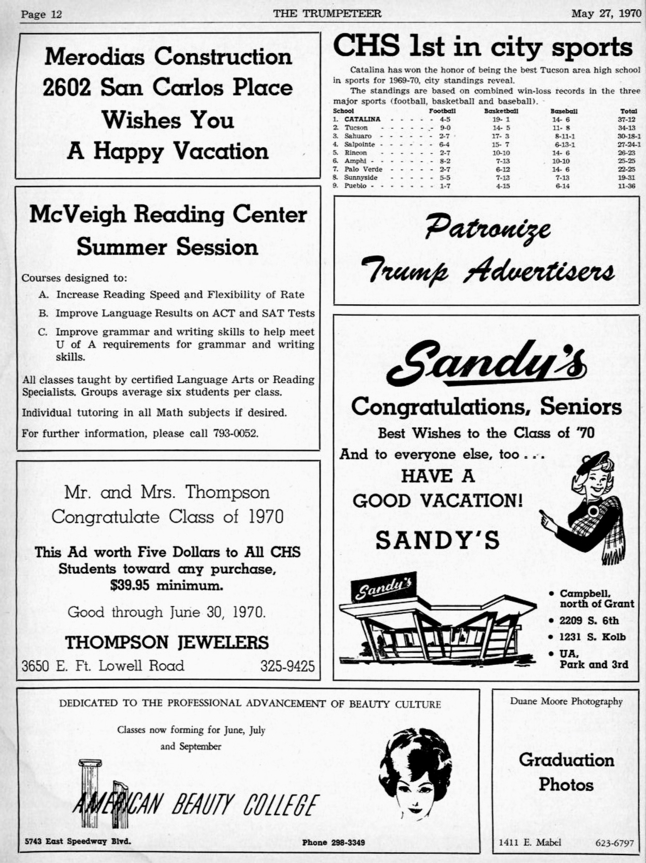 Page 12 THE TRUMPETEER May 27, 1970
Merodias Construction
2602 San Carlos Place
Wishes You
A Happy Vacation
McVeigh Reading Center
Summer Session
Courses designed to:
A. Increase Reading Speed and Flexibility of Rate
B. Improve Language Results on ACT and SAT Tests
C. Improve grammar and writing skills to help meet
U of A requirements for grammar and writing
skills.
All classes taught by certified Language Arts or Reading
Specialists. Groups average six students per class.
Individual tutoring in all Math subjects if desired.
For further information, please call 793-0052.
Mr. and Mrs. Thompson
Congratulate Class of 1970
This Ad worth Five Dollars to All CHS
Students toward any purchase,
$39.95 minimum.
Good through June 30, 1970.
THOMPSON JEWELERS
3650 E. Ft. Lowell Road 325-9425
CHS 1st in city sports
Catalina has won the honor of being the best Tucson area high school
in sports for 1969-70, city standings reveal.
The standings are based on combined win-loss records in the three
major sports (football, basketball and baseball).
School Football Basketball Baseball Total
1. CATALINA - - - - - 4-5 19- 1 14- 6 37-12
2. Tucson - - - - - 9-0 14- 5 11- 8 34-13
3. Sahuaro - - - - - 2-7 17- 3 8-11-1 30-18-1
4. Salpointe - - - - - 6-4 15- 7 6-13-1 27-24-1
5. Rincon - - - - - 2-7 10-10 14- 6 26-23
6. Amphi - - - - - - 8-2 7-13 10-10 25-25
7. Palo Verde - - - - 2-7 6-12 14- 6 22-25
8. Sunnyside - - - - - 5-5 7-13 7-13 19-31
9. Pueblo - - - - - - 1-7 4-15 6-14 11-36
Patronize
Trump Advertisers
Sandy's
Congratulations, Seniors
Best Wishes to the Class of '70
And to everyone else, too . . .
HAVE A
GOOD VACATION!
SANDY'S
Sandy's
• Campbell,
north of Grant
• 2209 S. 6th
• 1231 S. Kolb
• UA,
Park and 3rd
DEDICATED TO THE PROFESSIONAL ADVANCEMENT OF BEAUTY CULTURE
Classes now forming for June, July
and September
AMERICAN BEAUTY COLLEGE
5743 East Speedway Blvd. Phone 298-3349
Duane Moore Photography
Graduation
Photos
1411 E. Mabel 623-6797